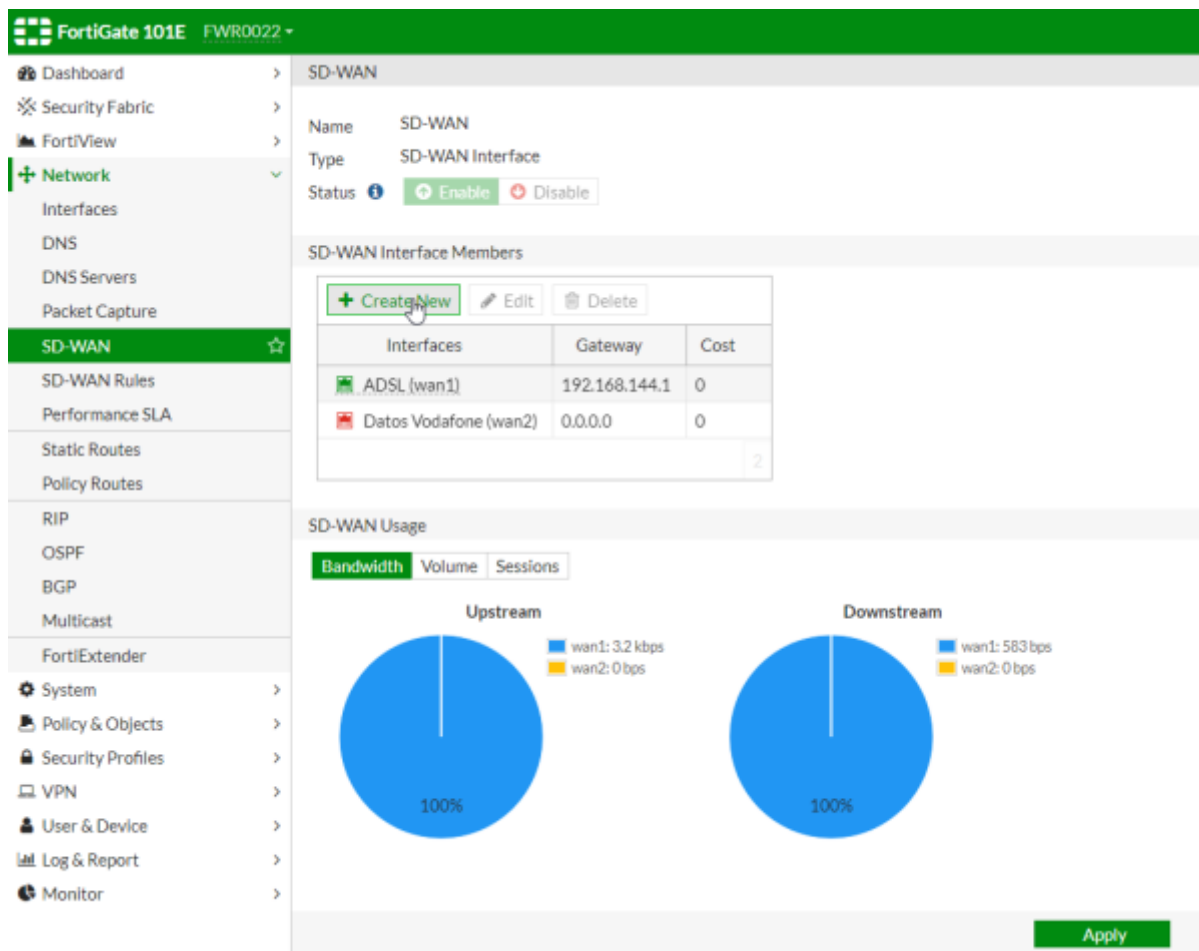 FortiGate 101E FWR0022
Dashboard
Security Fabric
FortiView
Network
Interfaces
DNS
DNS Servers
Packet Capture
SD-WAN
SD-WAN Rules
Performance SLA
Static Routes
Policy Routes
RIP
OSPF
BGP
Multicast
FortiExtender
System
Policy & Objects
Security Profiles
VPN
User & Device
Log & Report
Monitor
SD-WAN
Name SD-WAN
Type SD-WAN Interface
Status Enable Disable
SD-WAN Interface Members
Create New Edit Delete
Interfaces Gateway Cost
ADSL (wan1) 192.168.144.1 0
Datos Vodafone (wan2) 0.0.0.0 0
2
SD-WAN Usage
Bandwidth Volume Sessions
Upstream
wan1: 3.2 kbps
wan2: 0 bps
100%
Downstream
wan1: 583 bps
wan2: 0 bps
100%
Apply